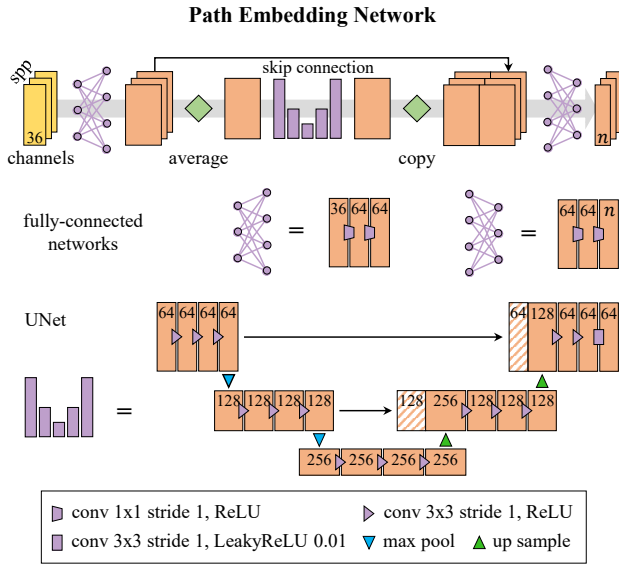 Path Embedding Network
skip connection
spp
36
n
channels
average
copy
fully-connected
networks
=
36 64 64
=
64 64 n
UNet
64 64 64 64
64 128 64 64 64
=
128 128 128 128
128 256 128 128 128
256 256 256 256
conv 1x1 stride 1, ReLU
conv 3x3 stride 1, ReLU
conv 3x3 stride 1, LeakyReLU 0.01
max pool
up sample